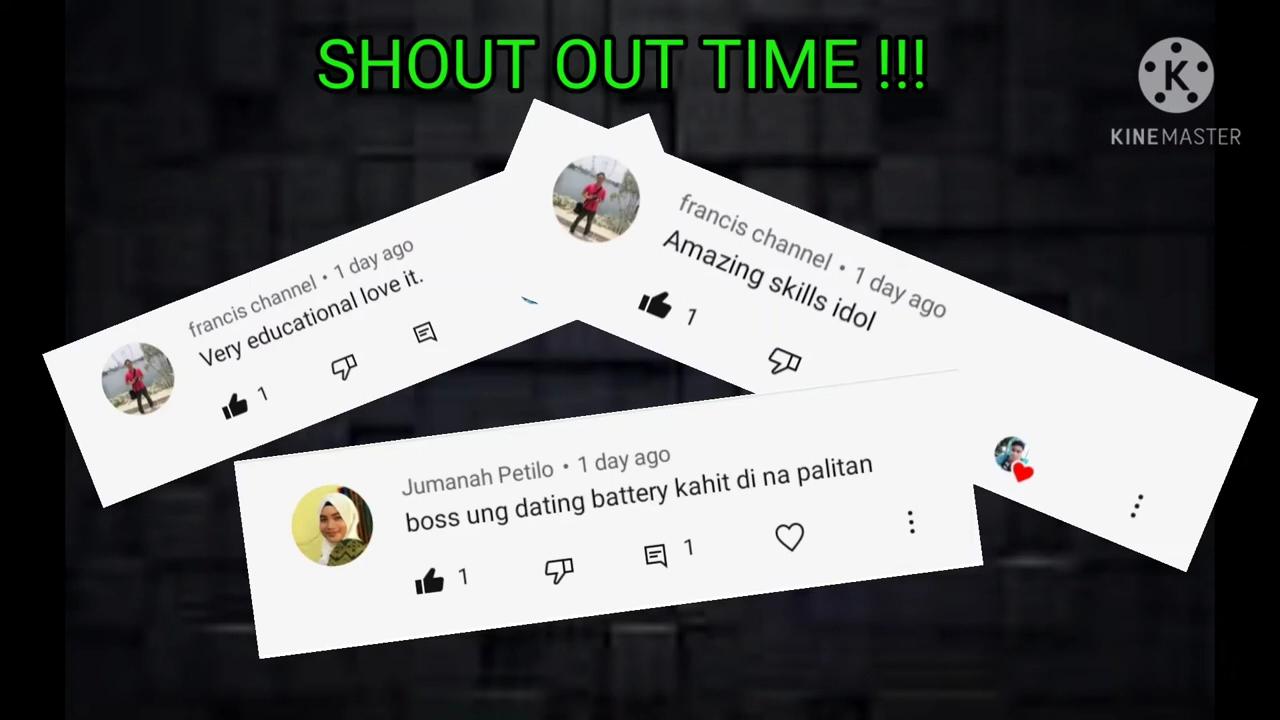 SHOUT OUT TIME !!!
K
KINEMASTER
francis channel • 1 day ago
Very educational love it.
1
francis channel • 1 day ago
Amazing skills idol
1
Jumanah Petilo • 1 day ago
boss ung dating battery kahit di na palitan
1
1